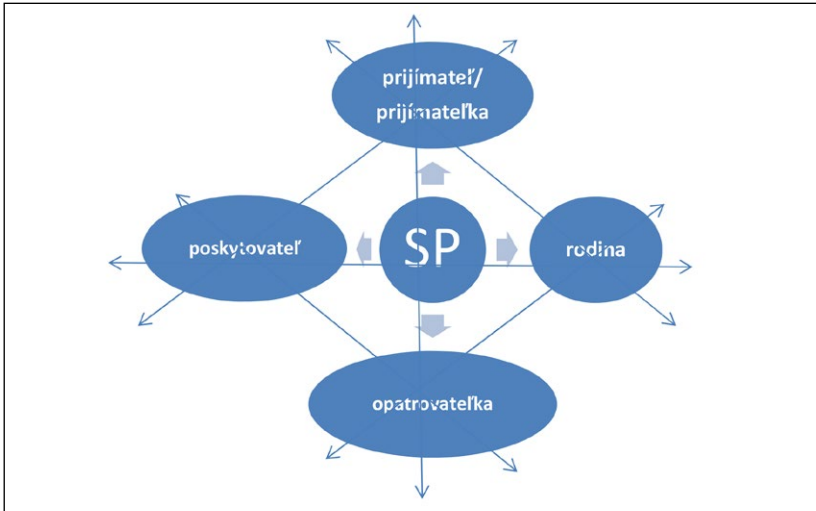 prijímateľ/
prijímateľka
poskytovateľ
SP
rodina
opatrovateľka